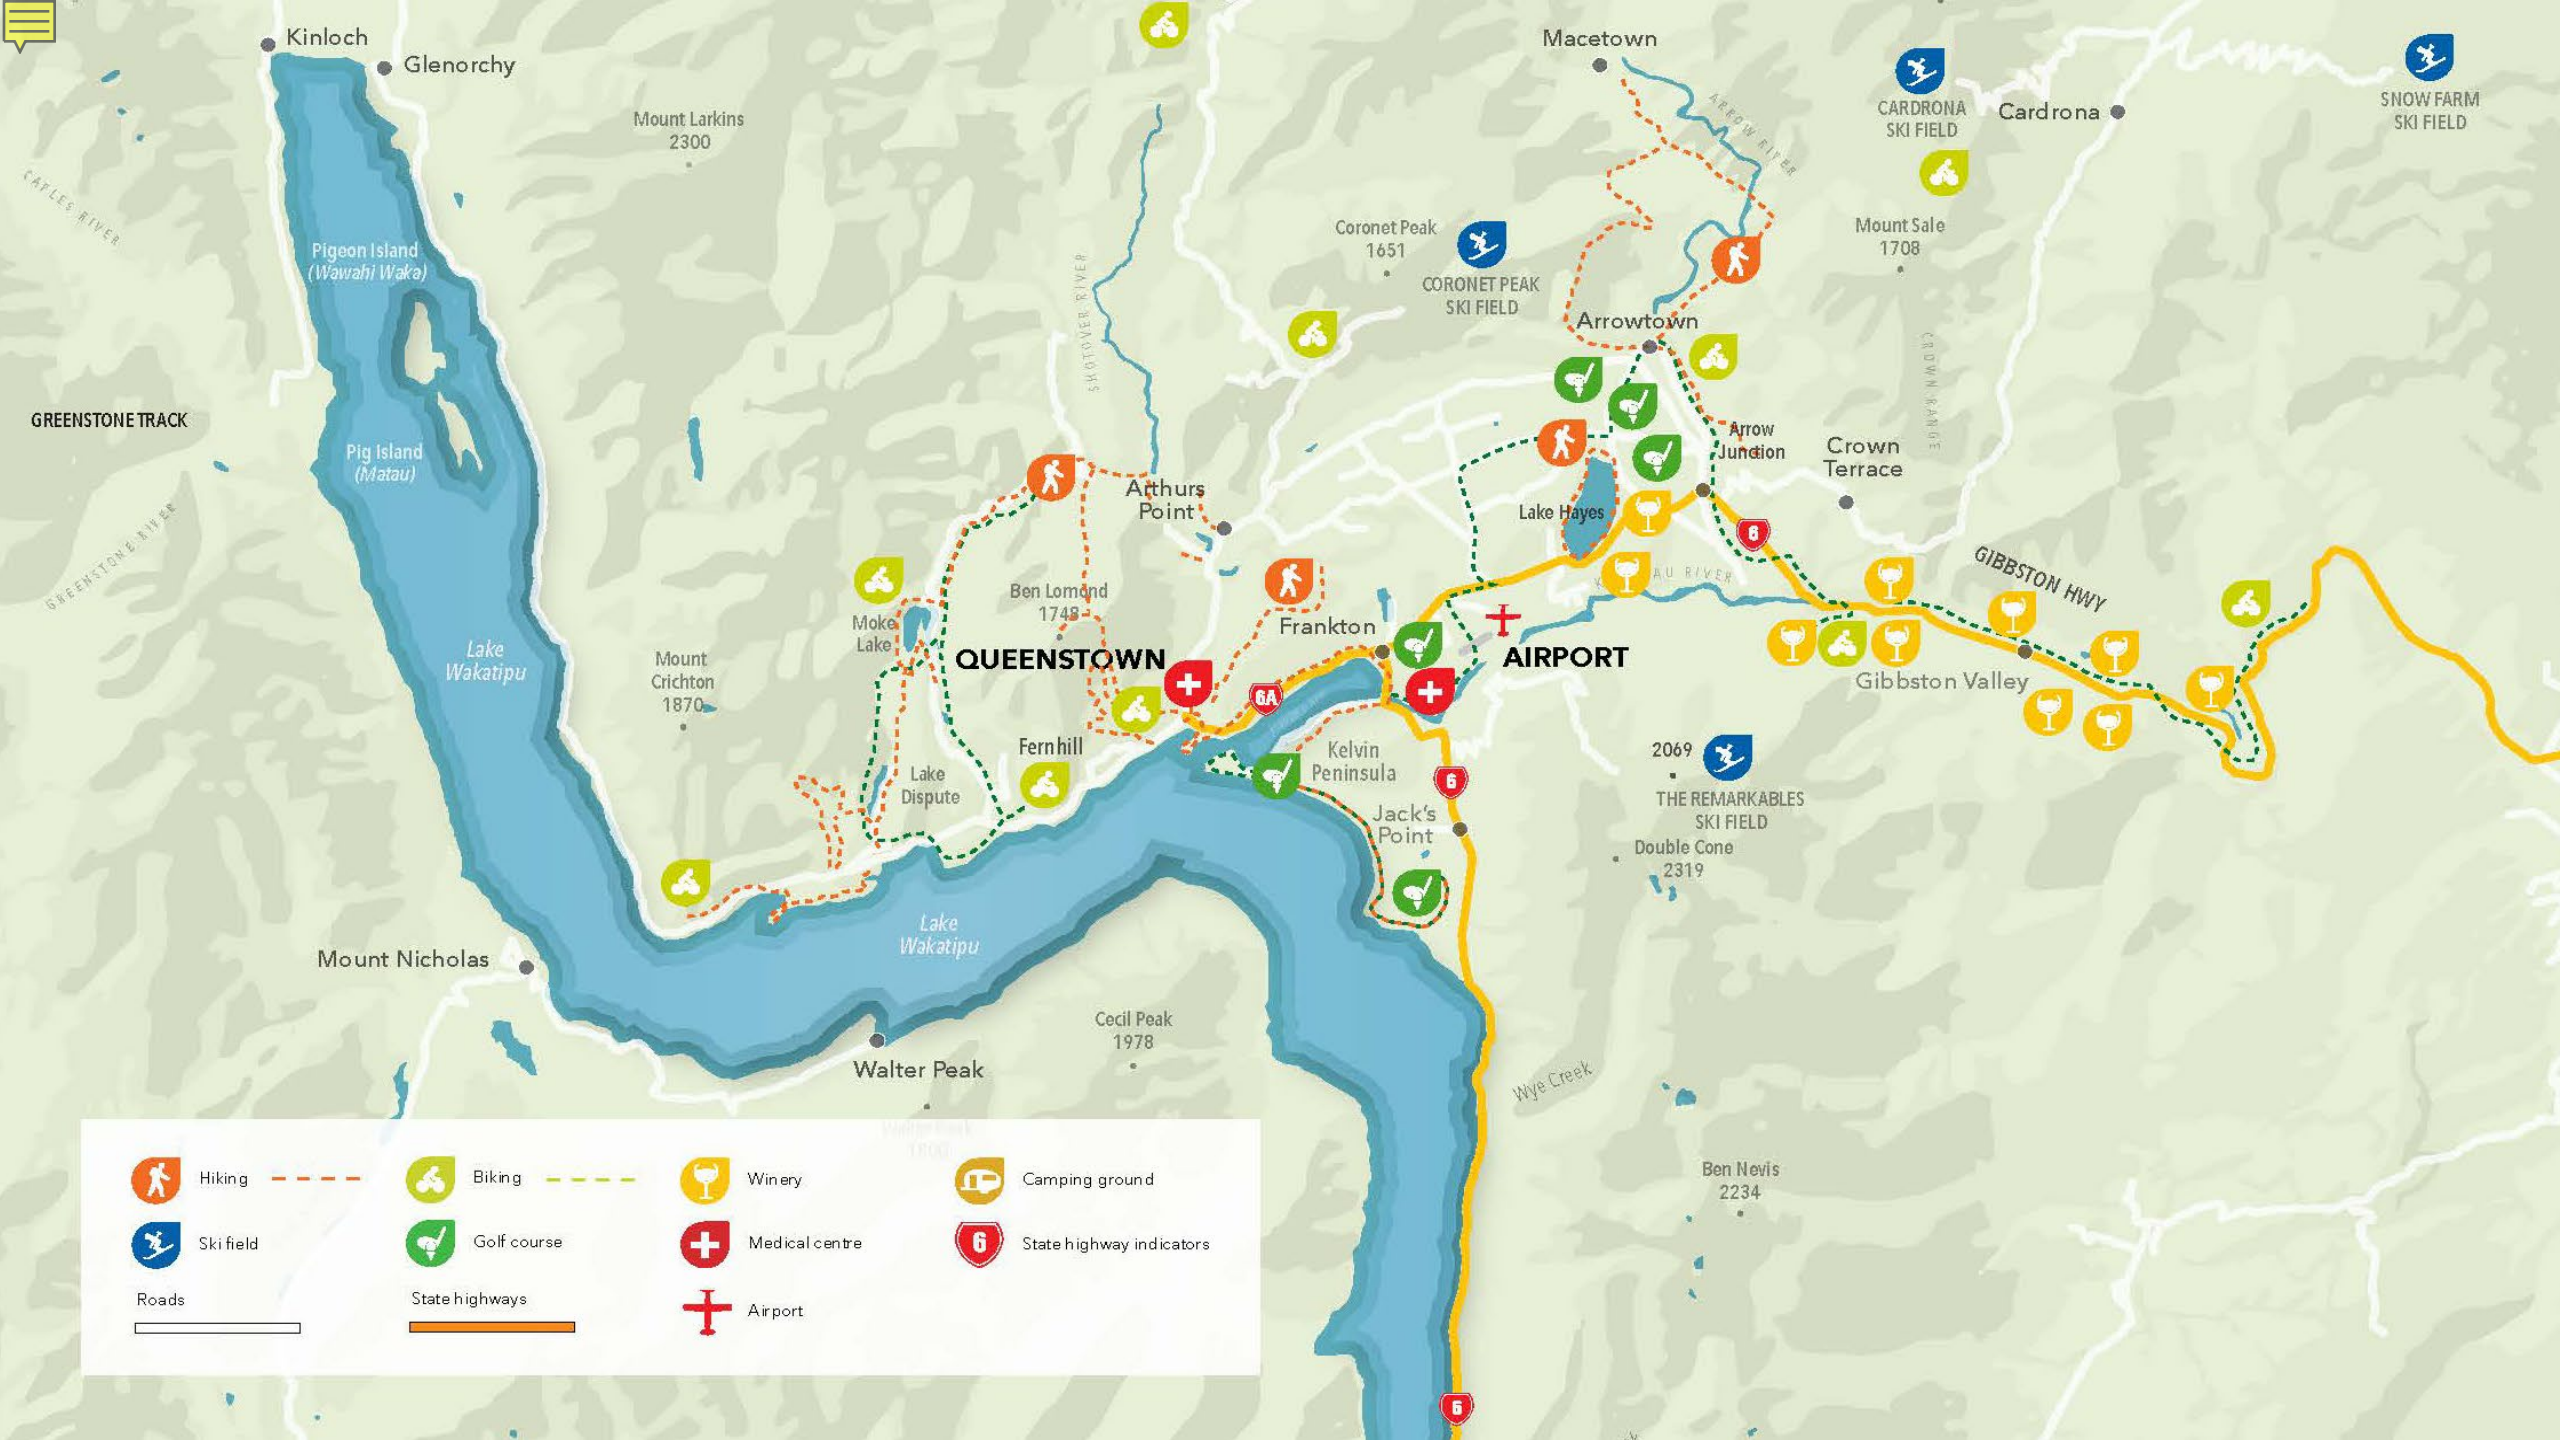 Kinloch
Glenorchy
Macetown
Mount Larkins
2300
CARDRONA
SKI FIELD
Cardrona
SNOW FARM
SKI FIELD
ARROW RIVER
CAPLES RIVER
Pigeon Island
(Wawahi Waka)
Coronet Peak
1651
CORONET PEAK
SKI FIELD
Mount Sale
1708
SHOTOVER RIVER
Arrowtown
CROWN RANGE
GREENSTONE TRACK
Pig Island
(Matau)
Arrow
Junction
Crown
Terrace
Arthurs
Point
Lake Hayes
6
GREENSTONE RIVER
GIBBSTON HWY
AU RIVER
Ben Lomond
1748
Moke
Lake
Frankton
QUEENSTOWN
AIRPORT
Lake
Wakatipu
Mount
Crichton
1870
6A
Gibbston Valley
Fernhill
Kelvin
Peninsula
6
2069
THE REMARKABLES
SKI FIELD
Lake
Dispute
Jack's
Point
Double Cone
2319
Lake
Wakatipu
Mount Nicholas
Cecil Peak
1978
Walter Peak
Wye Creek
Walter Peak
1800
Ben Nevis
2234
Hiking
Biking
Winery
Camping ground
Ski field
Golf course
Medical centre
6
State highway indicators
Roads
State highways
Airport
6